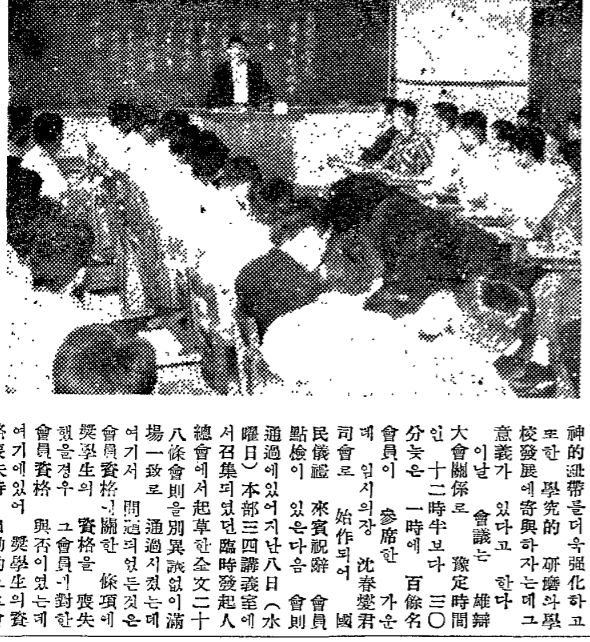 神的紐帶를더욱强化하고
또한 學究的 硏磨와學
校發展에寄與하자는데그
意義가 있다고 한다
이날 會議는 雄辯
大會關係로 豫定時間
인 十二時半보다 三○
分늦은 一時에 百餘名
會員이 參席한 가운
데 임시의장 沈春燮君
司會로 始作되어 國
民儀禮 來賓祝辭 會員
點檢이 있은다음 會則
通過에있어지난八日(水
曜日)本部三四講義室에
서召集되었던臨時發起人
總會에서起草한全文二十
八條會則을別異議없이滿
場一致로 通過시켰는데
여기서 問題되었든것은
會員資格에關한 條項에
奬學生의 資格을 喪失
했을경우 그會員에對한
會員資格 與否이었는데
여기에있어 奬學生의資